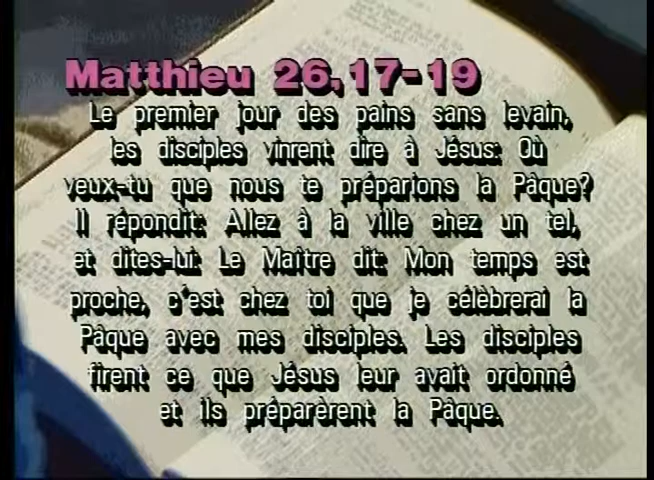 Matthieu 26,17-19
Le premier jour des pains sans levain,
les disciples vinrent dire à Jésus: Où
veux-tu que nous te préparions la Pâque?
Il répondit: Allez à la ville chez un tel,
et dites-lui: Le Maître dit: Mon temps est
proche, c'est chez toi que je célèbrerai la
Pâque avec mes disciples. Les disciples
firent ce que Jésus leur avait ordonné
et ils préparèrent la Pâque.